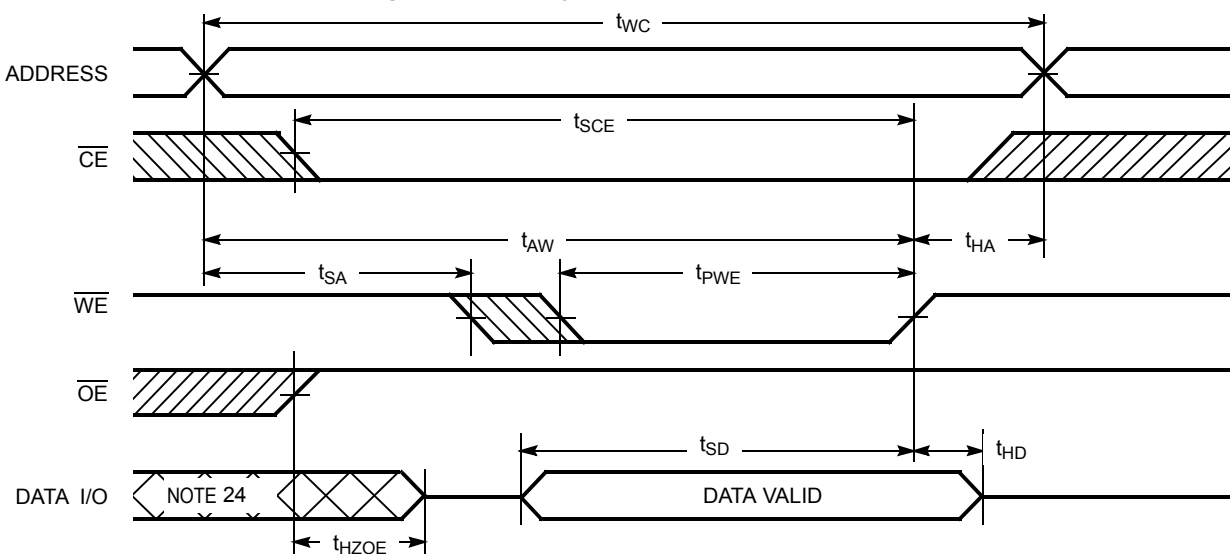 tWC
ADDRESS
tSCE
CE
tAW
tHA
tSA
tPWE
WE
OE
tSD
tHD
DATA I/O
NOTE 24
DATA VALID
tHZOE